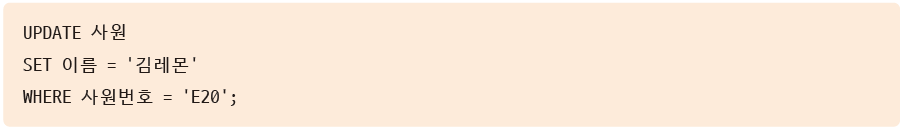 UPDATE 사원
SET 이름 = '김레몬'
WHERE 사원번호 = 'E20';